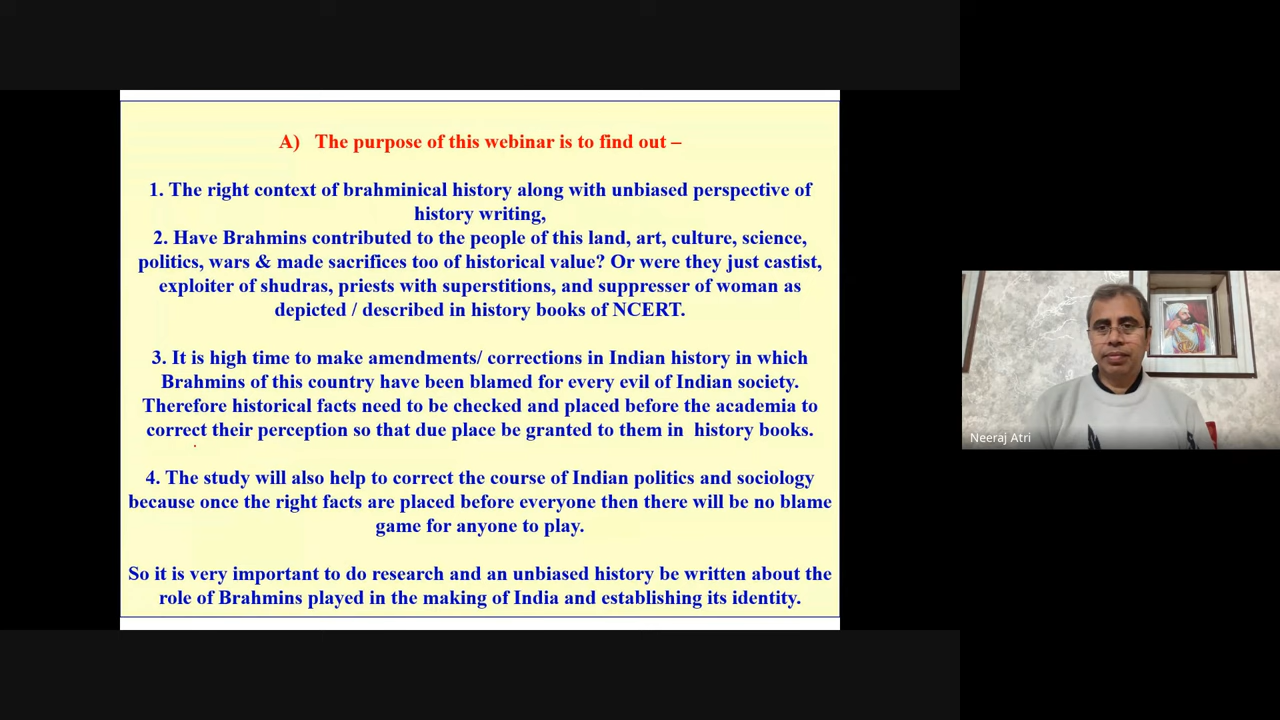 A) The purpose of this webinar is to find out –
1. The right context of brahminical history along with unbiased perspective of
history writing,
2. Have Brahmins contributed to the people of this land, art, culture, science,
politics, wars & made sacrifices too of historical value? Or were they just castist,
exploiter of shudras, priests with superstitions, and suppresser of woman as
depicted / described in history books of NCERT.
3. It is high time to make amendments/ corrections in Indian history in which
Brahmins of this country have been blamed for every evil of Indian society.
Therefore historical facts need to be checked and placed before the academia to
correct their perception so that due place be granted to them in history books.
4. The study will also help to correct the course of Indian politics and sociology
because once the right facts are placed before everyone then there will be no blame
game for anyone to play.
So it is very important to do research and an unbiased history be written about the
role of Brahmins played in the making of India and establishing its identity.
Neeraj Atri